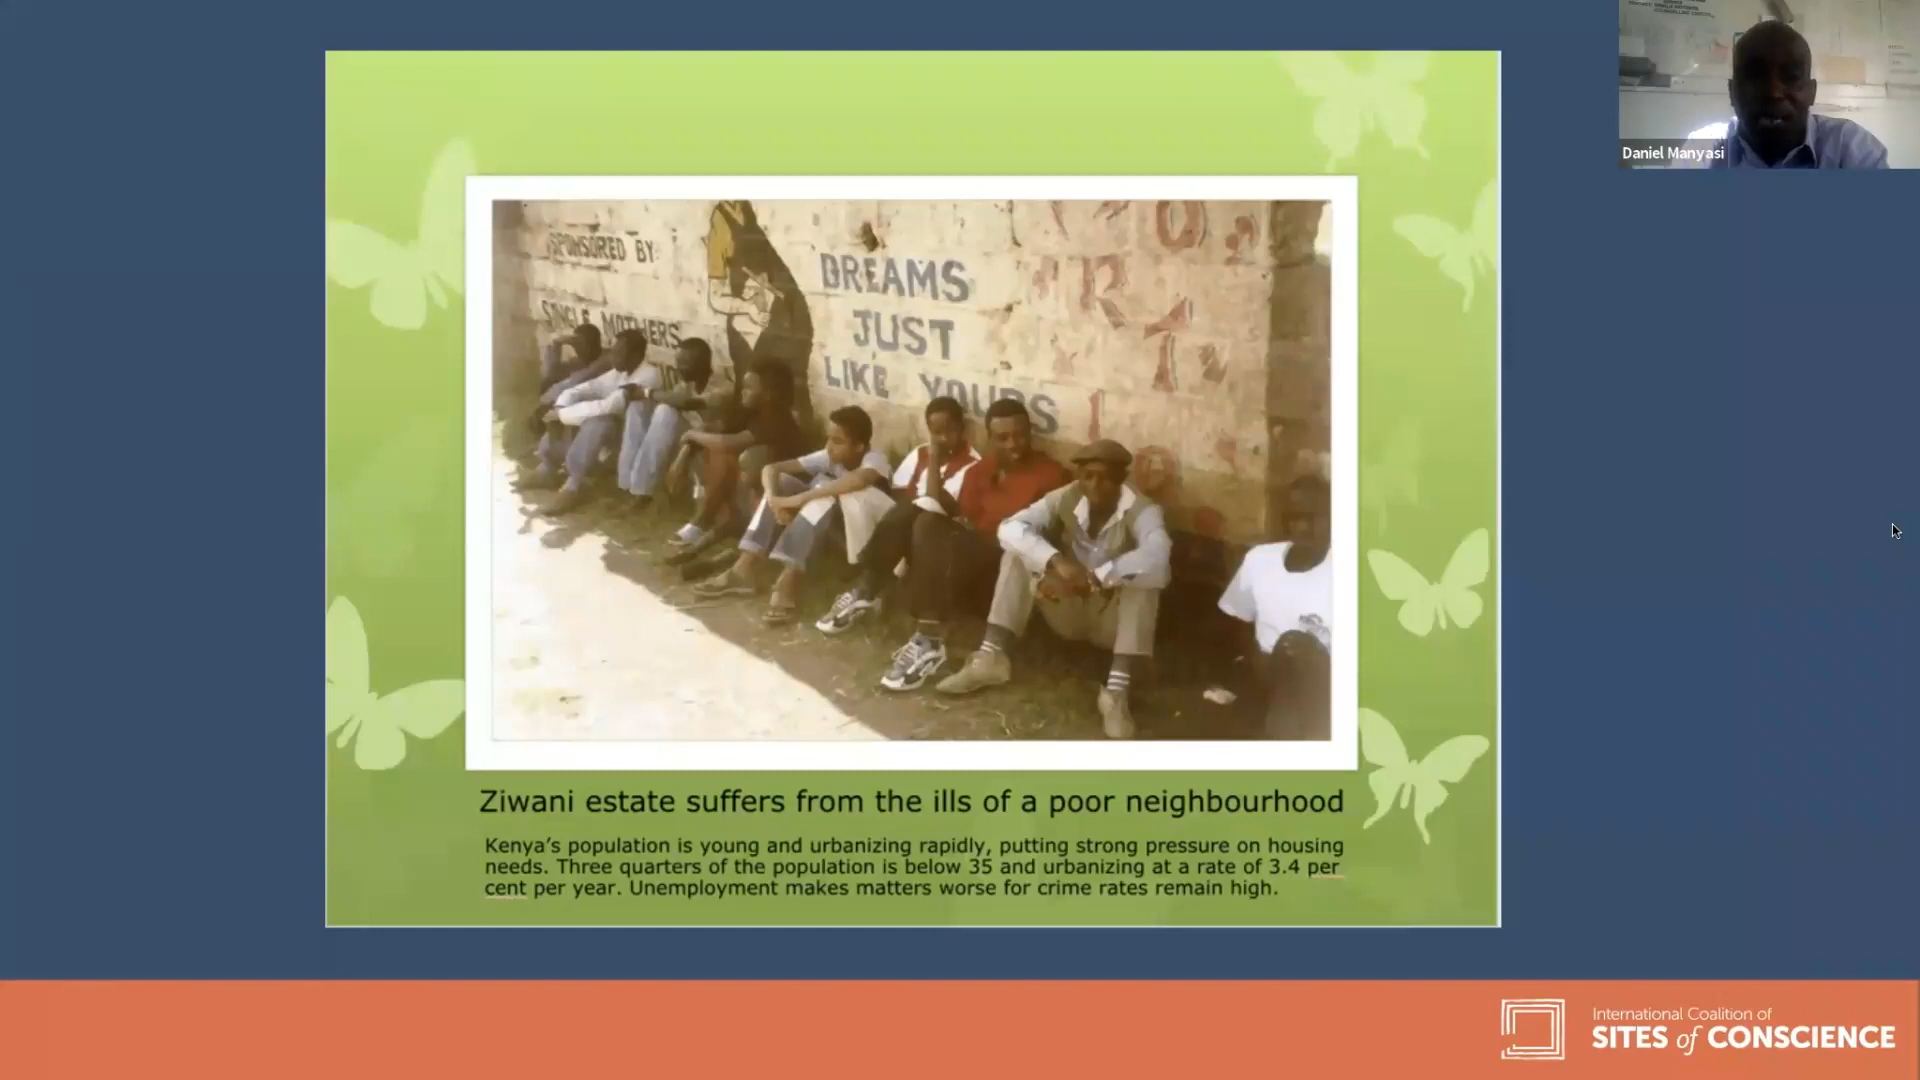 SPONSORED BY
SINGLE MOTHERS
DREAMS
JUST
LIKE YOURS
Daniel Manyasi
Ziwani estate suffers from the ills of a poor neighbourhood
Kenya's population is young and urbanizing rapidly, putting strong pressure on housing
needs. Three quarters of the population is below 35 and urbanizing at a rate of 3.4 per
cent per year. Unemployment makes matters worse for crime rates remain high.
International Coalition of
SITES of CONSCIENCE